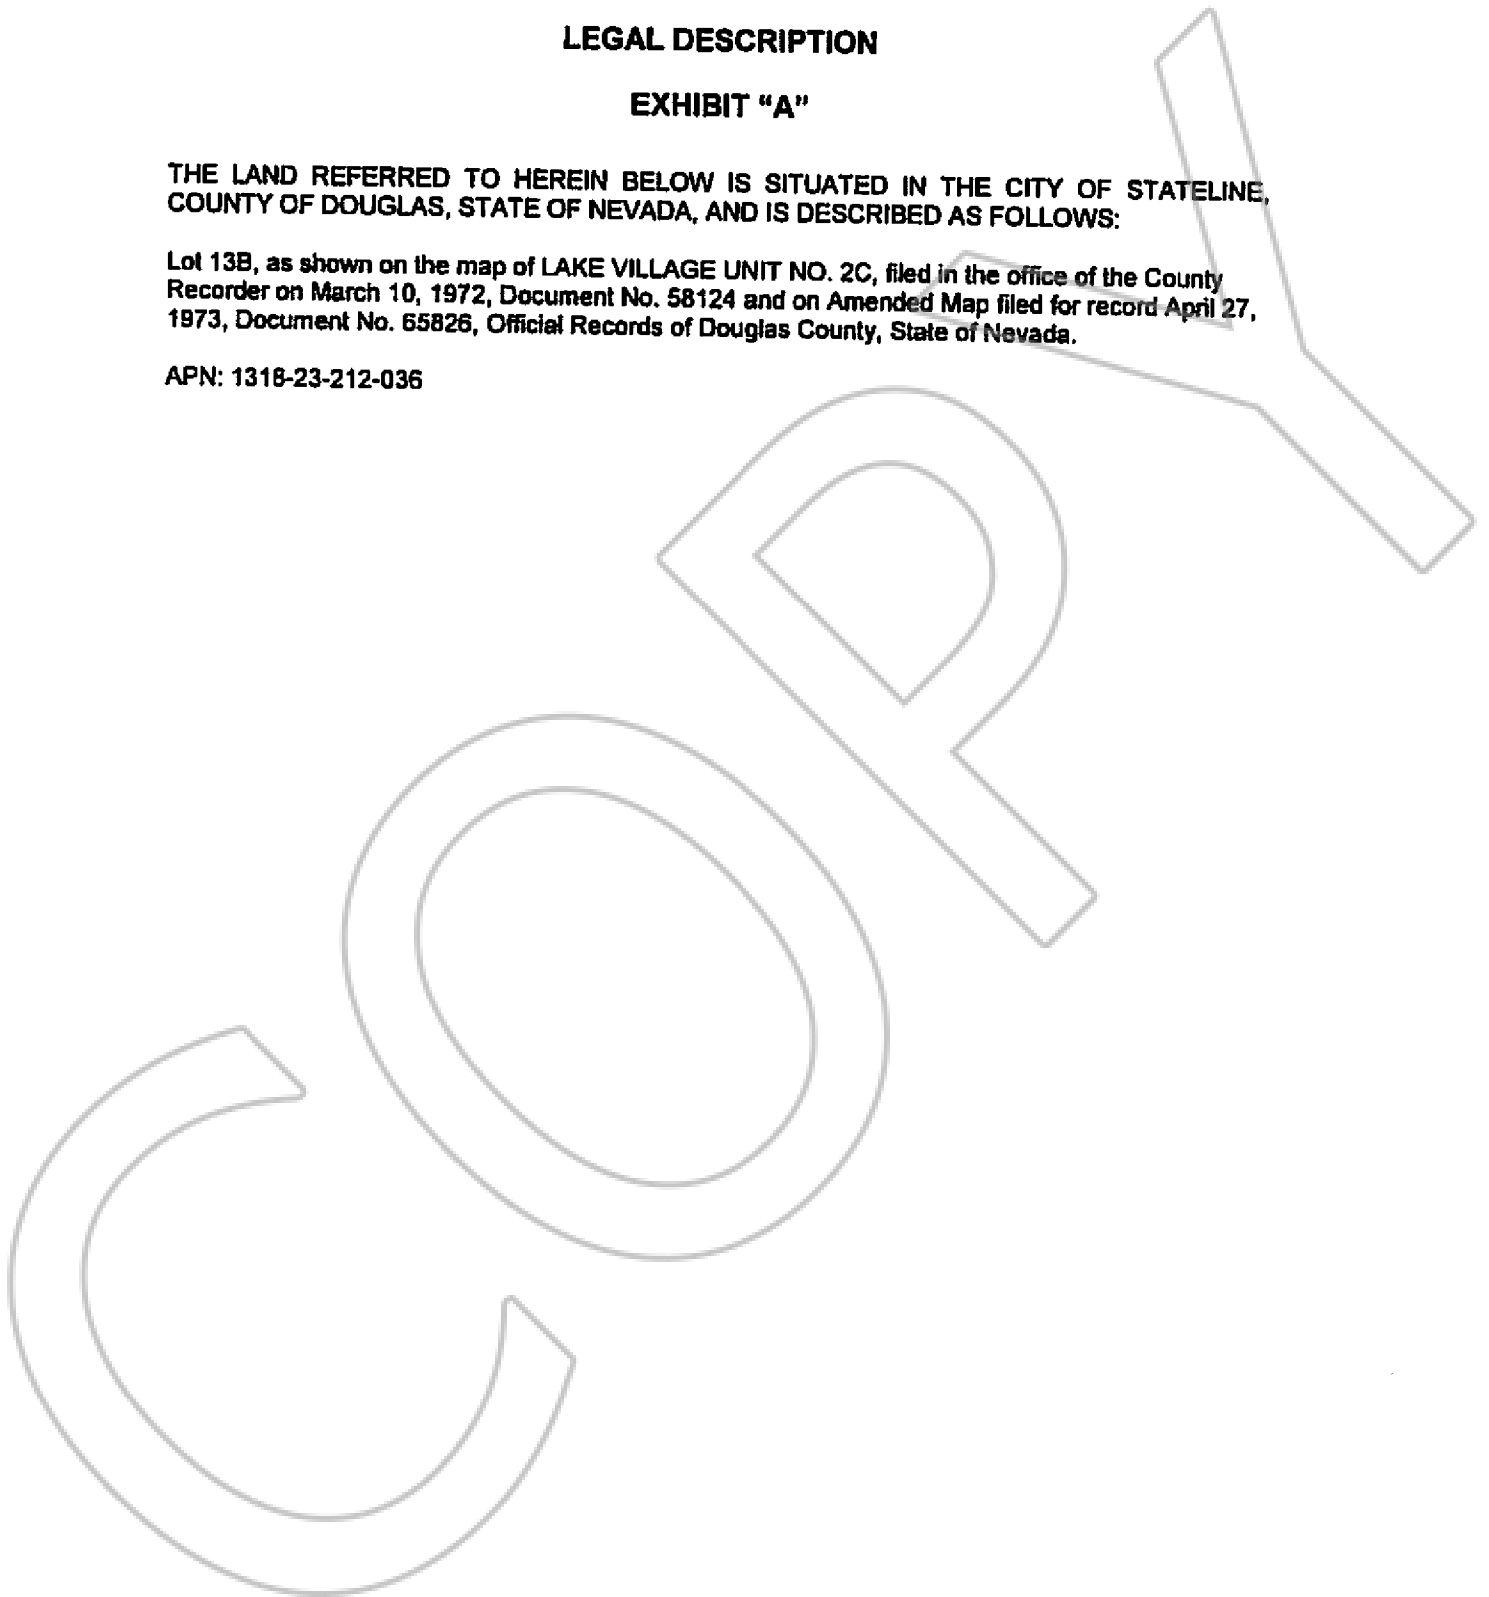 LEGAL DESCRIPTION
EXHIBIT “A”
THE LAND REFERRED TO HEREIN BELOW IS SITUATED IN THE CITY OF STATELINE,
COUNTY OF DOUGLAS, STATE OF NEVADA, AND IS DESCRIBED AS FOLLOWS:
Lot 13B, as shown on the map of LAKE VILLAGE UNIT NO. 2C, filed in the office of the County
Recorder on March 10, 1972, Document No. 58124 and on Amended Map filed for record April 27,
1973, Document No. 65826, Official Records of Douglas County, State of Nevada.
APN: 1318-23-212-036
COPY